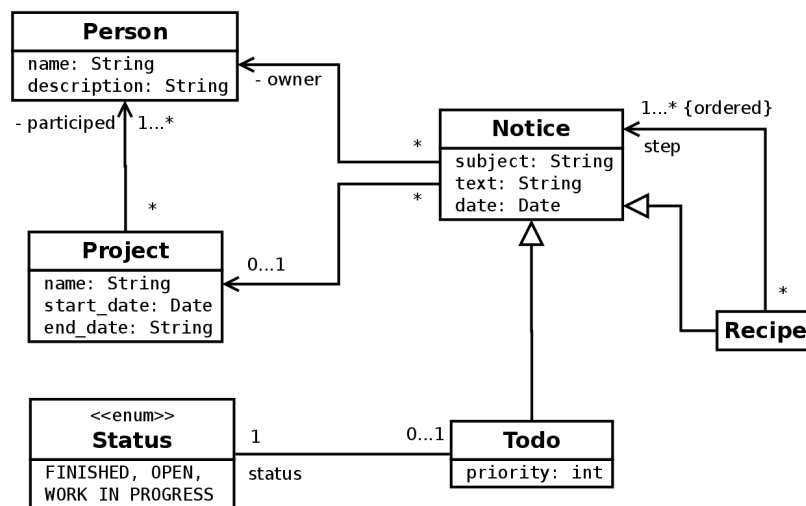 Person
name: String
description: String
- owner
- participed
1...*
*
*
*
0...1
Notice
subject: String
text: String
date: Date
1...* {ordered}
step
*
Recipe
Project
name: String
start_date: Date
end_date: String
<<enum>>
Status
FINISHED, OPEN,
WORK IN PROGRESS
1
status
0...1
Todo
priority: int